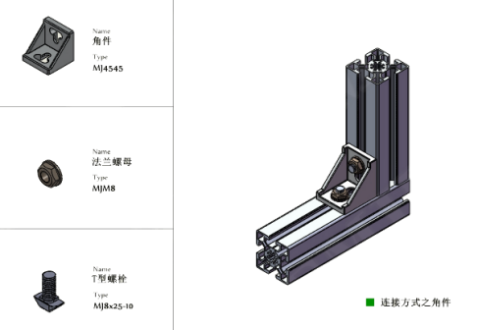 Name
角件
Type
MJ4545
Name
法兰螺母
Type
MJM8
Name
T型螺栓
Type
MJ8x25-10
连接方式之角件